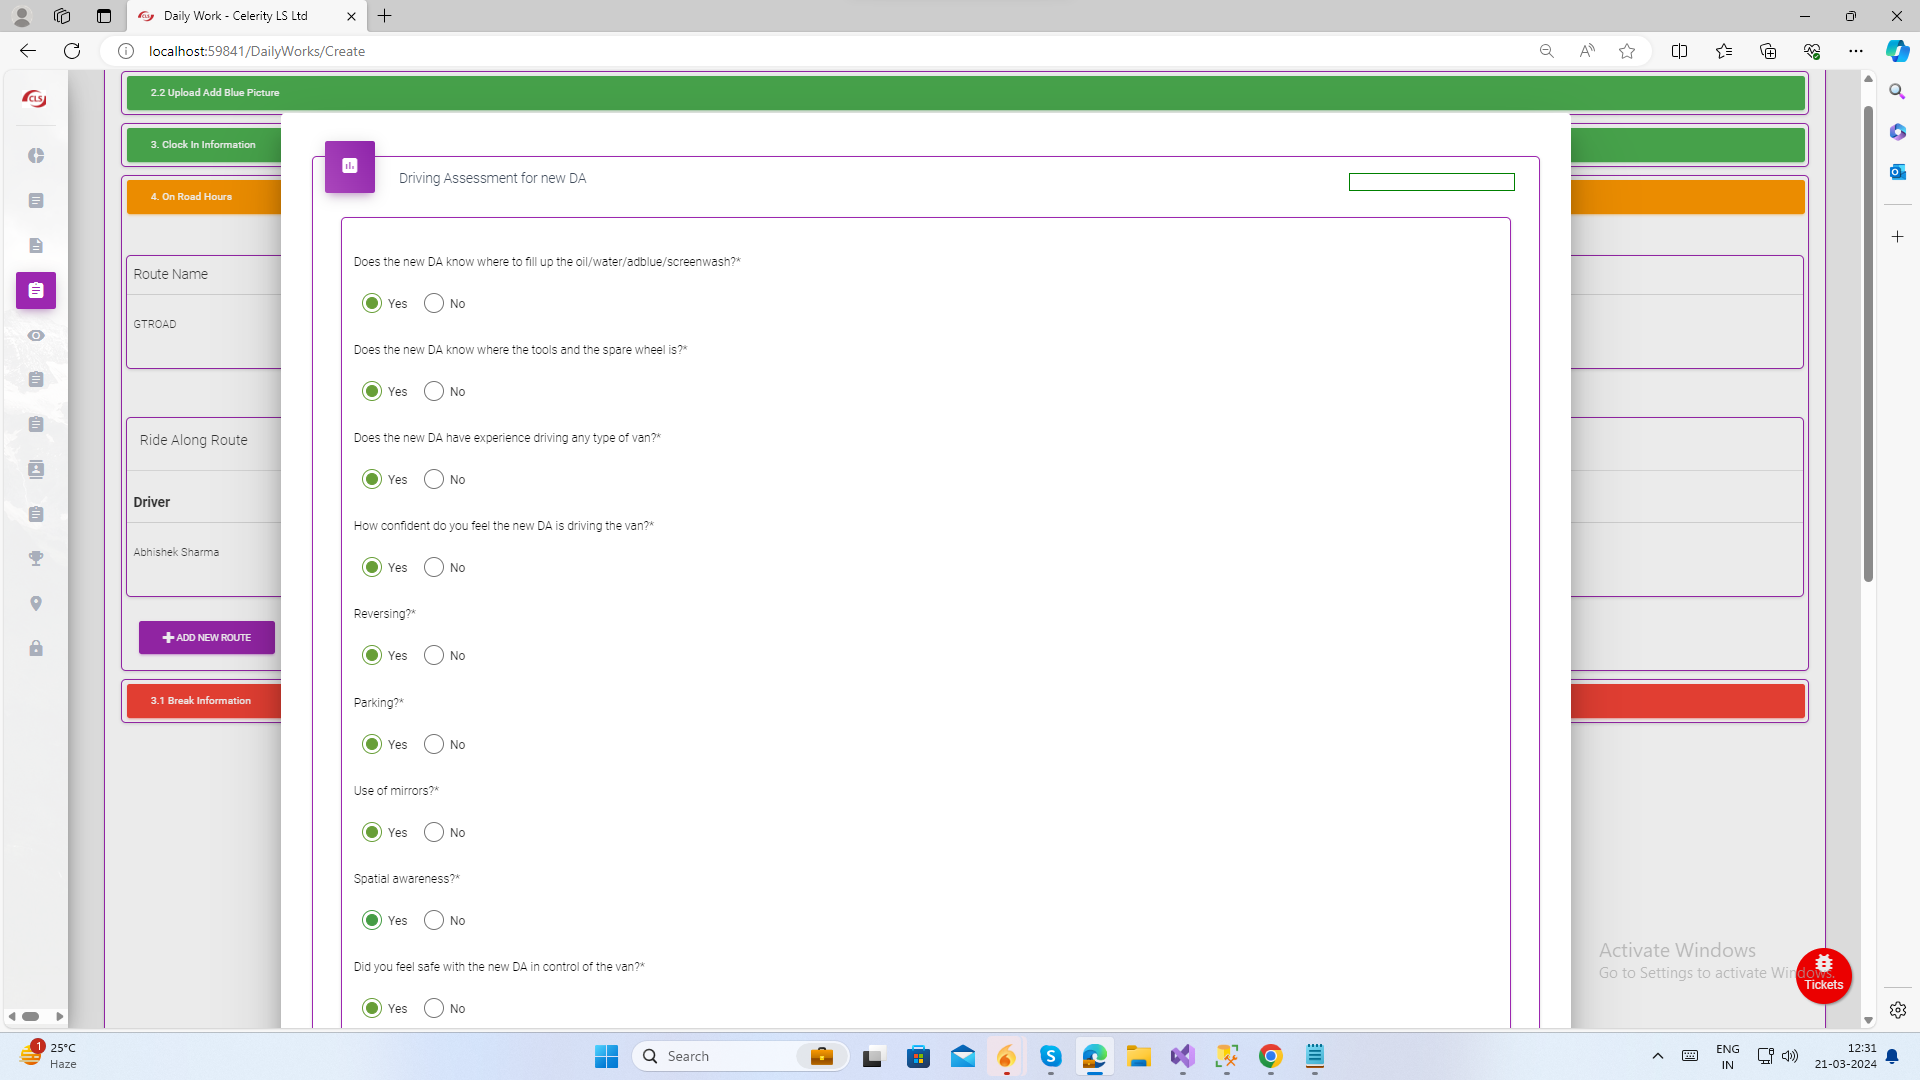 Daily Work - Celerity LS Ltd
localhost:59841/DailyWorks/Create
CLS
2.2 Upload Add Blue Picture
3. Clock In Information
4. On Road Hours
Route Name
GTROAD
Ride Along Route
Driver
Abhishek Sharma
ADD NEW ROUTE
3.1 Break Information
Driving Assessment for new DA
Does the new DA know where to fill up the oil/water/adblue/screenwash?*
Yes No
Does the new DA know where the tools and the spare wheel is?*
Yes No
Does the new DA have experience driving any type of van?*
Yes No
How confident do you feel the new DA is driving the van?*
Yes No
Reversing?*
Yes No
Parking?*
Yes No
Use of mirrors?*
Yes No
Spatial awareness?*
Yes No
Did you feel safe with the new DA in control of the van?*
Yes No
Activate Windows
Go to Settings to activate Windows.
Tickets
1
25°C
Haze
Search
ENG
IN
12:31
21-03-2024